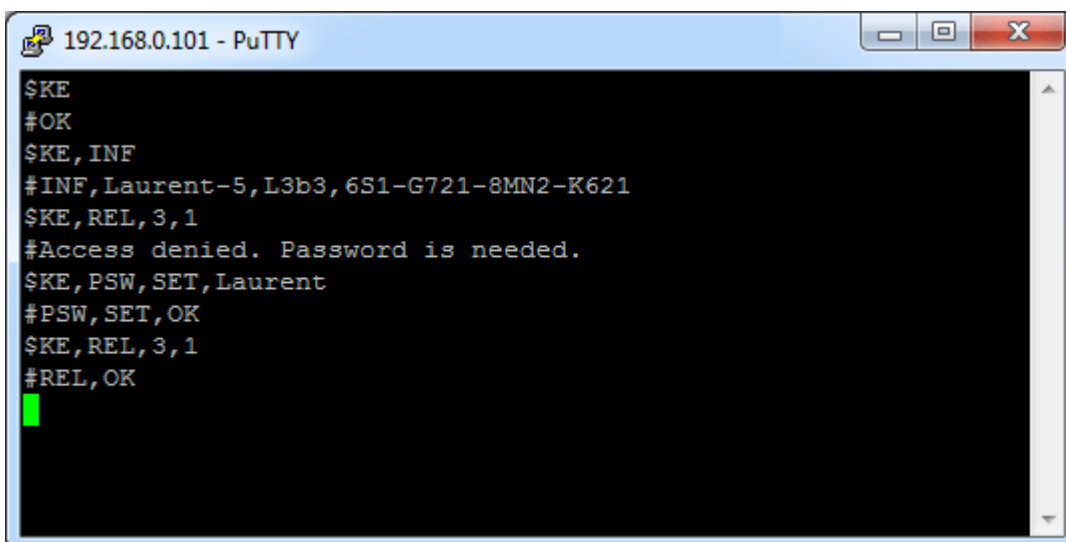 192.168.0.101 - PuTTY
$KE
#OK
$KE,INF
#INF,Laurent-5,L3b3,6S1-G721-8MN2-K621
$KE,REL,3,1
#Access denied. Password is needed.
$KE,PSW,SET,Laurent
#PSW,SET,OK
$KE,REL,3,1
#REL,OK